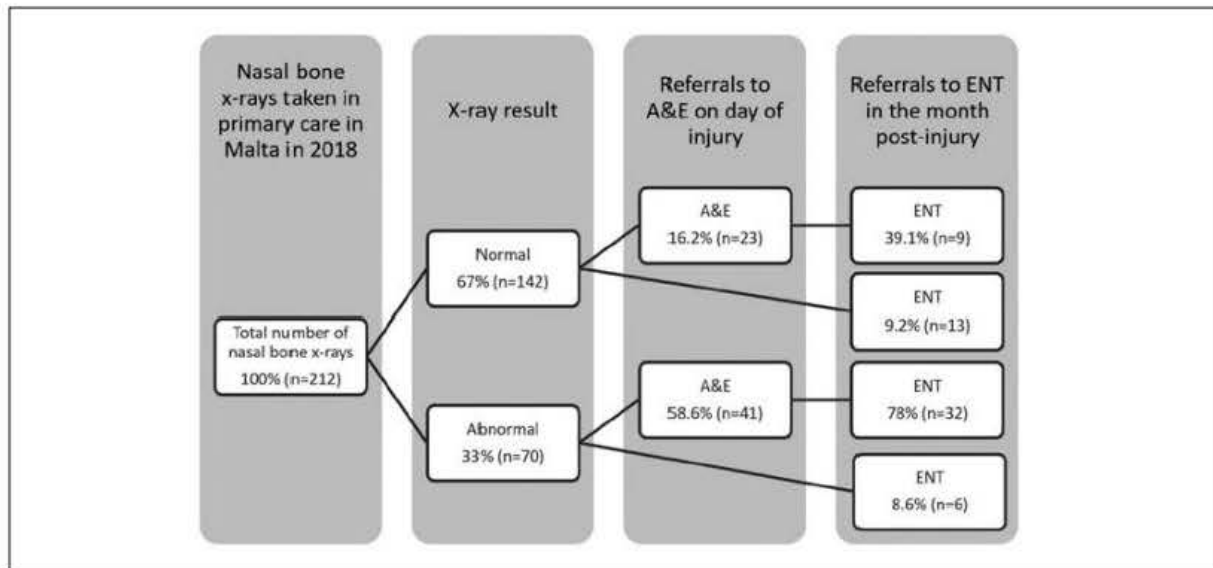 Nasal bone
x-rays taken in
primary care in
Malta in 2018
X-ray result
Referrals to
A&E on day of
injury
Referrals to ENT
in the month
post-injury
Total number of
nasal bone x-rays
100% (n=212)
Normal
67% (n=142)
Abnormal
33% (n=70)
A&E
16.2% (n=23)
A&E
58.6% (n=41)
ENT
39.1% (n=9)
ENT
9.2% (n=13)
ENT
78% (n=32)
ENT
8.6% (n=6)